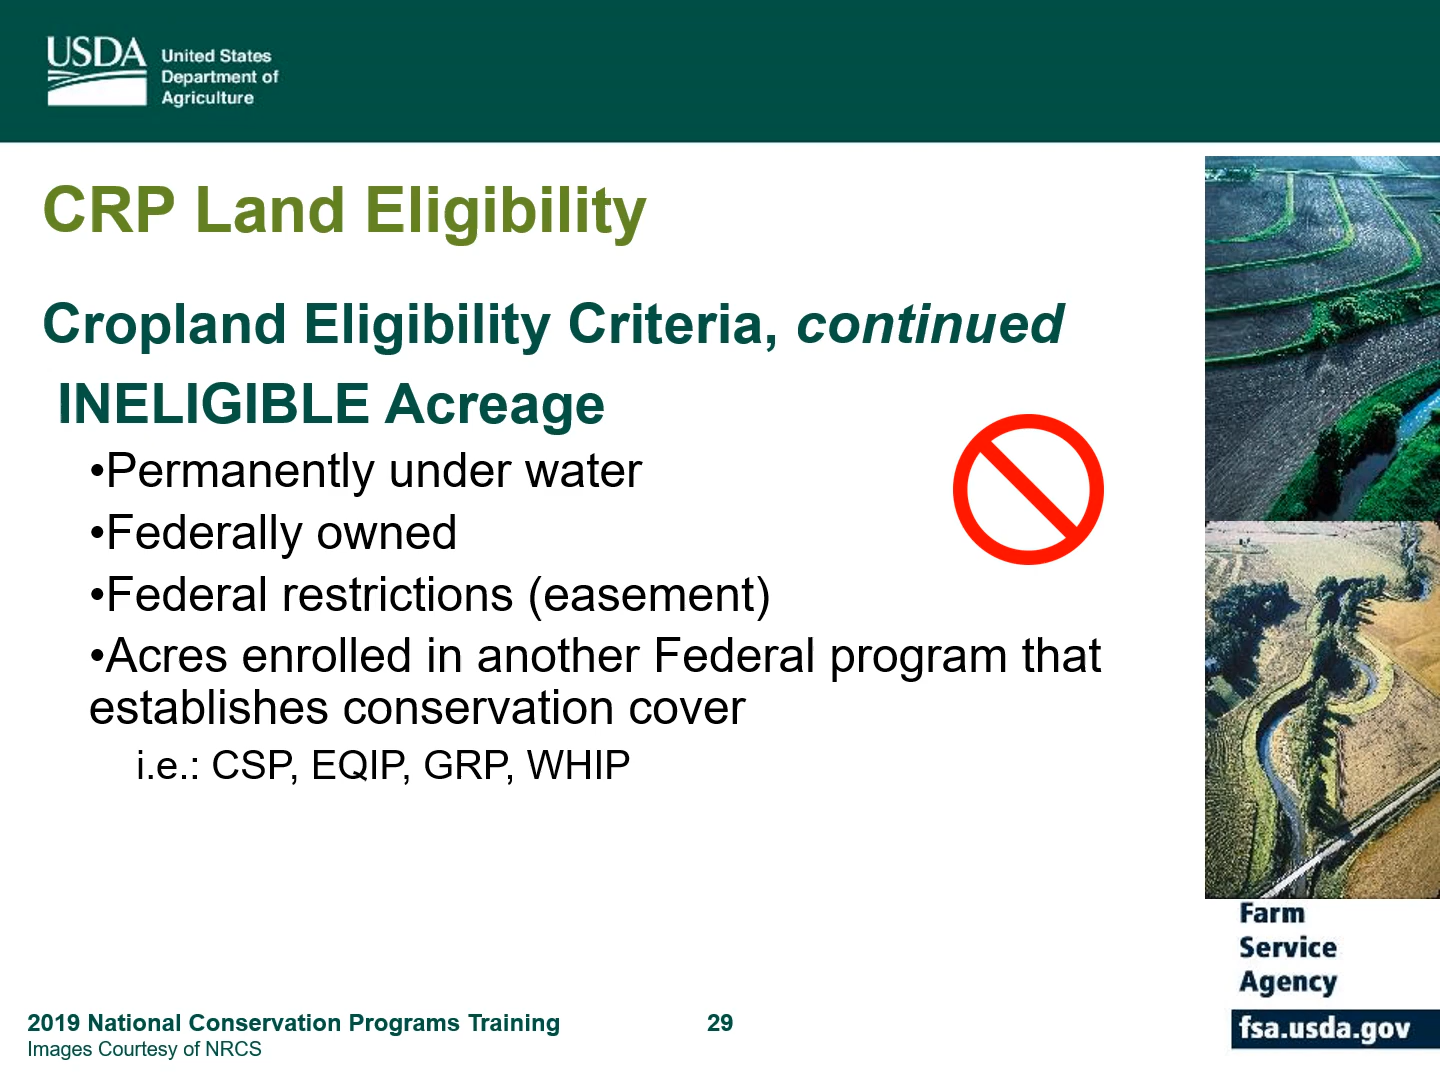 USDA
United States
Department of
Agriculture
CRP Land Eligibility
Cropland Eligibility Criteria, continued
INELIGIBLE Acreage
•Permanently under water
•Federally owned
•Federal restrictions (easement)
•Acres enrolled in another Federal program that
establishes conservation cover
i.e.: CSP, EQIP, GRP, WHIP
Farm
Service
Agency
fsa.usda.gov
2019 National Conservation Programs Training
29
Images Courtesy of NRCS